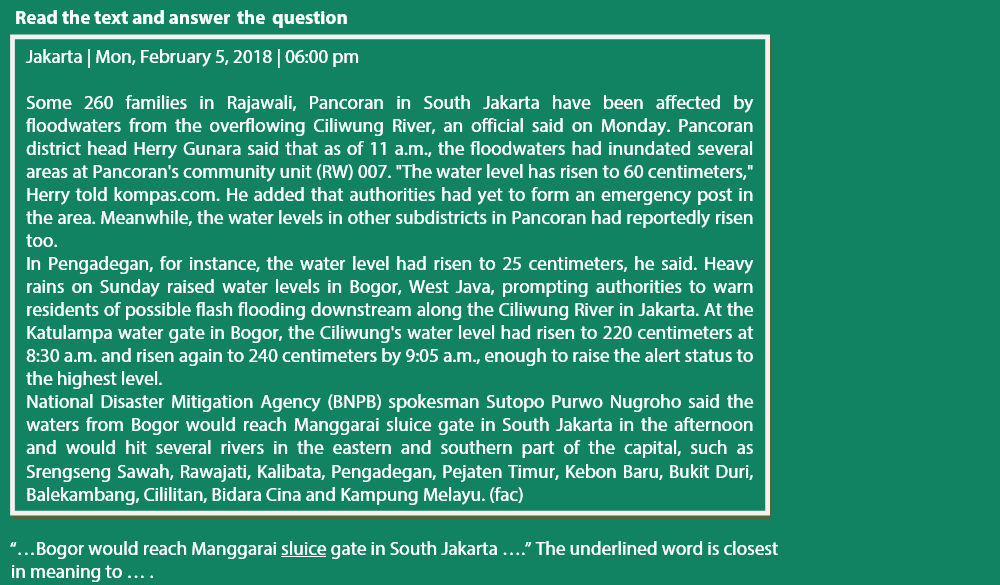 Read the text and answer the question
Jakarta | Mon, February 5, 2018 | 06:00 pm
Some 260 families in Rajawali, Pancoran in South Jakarta have been affected by
floodwaters from the overflowing Ciliwung River, an official said on Monday. Pancoran
district head Herry Gunara said that as of 11 a.m., the floodwaters had inundated several
areas at Pancoran's community unit (RW) 007. "The water level has risen to 60 centimeters,"
Herry told kompas.com. He added that authorities had yet to form an emergency post in
the area. Meanwhile, the water levels in other subdistricts in Pancoran had reportedly risen
too.
In Pengadegan, for instance, the water level had risen to 25 centimeters, he said. Heavy
rains on Sunday raised water levels in Bogor, West Java, prompting authorities to warn
residents of possible flash flooding downstream along the Ciliwung River in Jakarta. At the
Katulampa water gate in Bogor, the Ciliwung's water level had risen to 220 centimeters at
8:30 a.m. and risen again to 240 centimeters by 9:05 a.m., enough to raise the alert status to
the highest level.
National Disaster Mitigation Agency (BNPB) spokesman Sutopo Purwo Nugroho said the
waters from Bogor would reach Manggarai sluice gate in South Jakarta in the afternoon
and would hit several rivers in the eastern and southern part of the capital, such as
Srengseng Sawah, Rawajati, Kalibata, Pengadegan, Pejaten Timur, Kebon Baru, Bukit Duri,
Balekambang, Cililitan, Bidara Cina and Kampung Melayu. (fac)
“…Bogor would reach Manggarai sluice gate in South Jakarta ….” The underlined word is closest
in meaning to … .